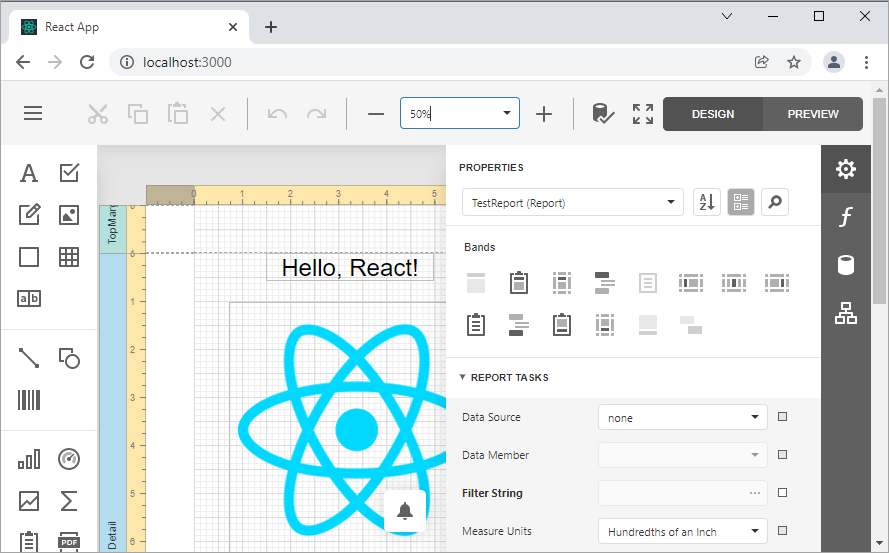 React App
localhost:3000
50%
DESIGN
PREVIEW
A
ab
PDF
0 1 2 3 4 5
0
0
1
2
3
4
5
6
TopMarg
Detail
Hello, React!
PROPERTIES
TestReport (Report)
A
Z
Bands
REPORT TASKS
Data Source
none
Data Member
Filter String
...
Measure Units
Hundredths of an Inch
f